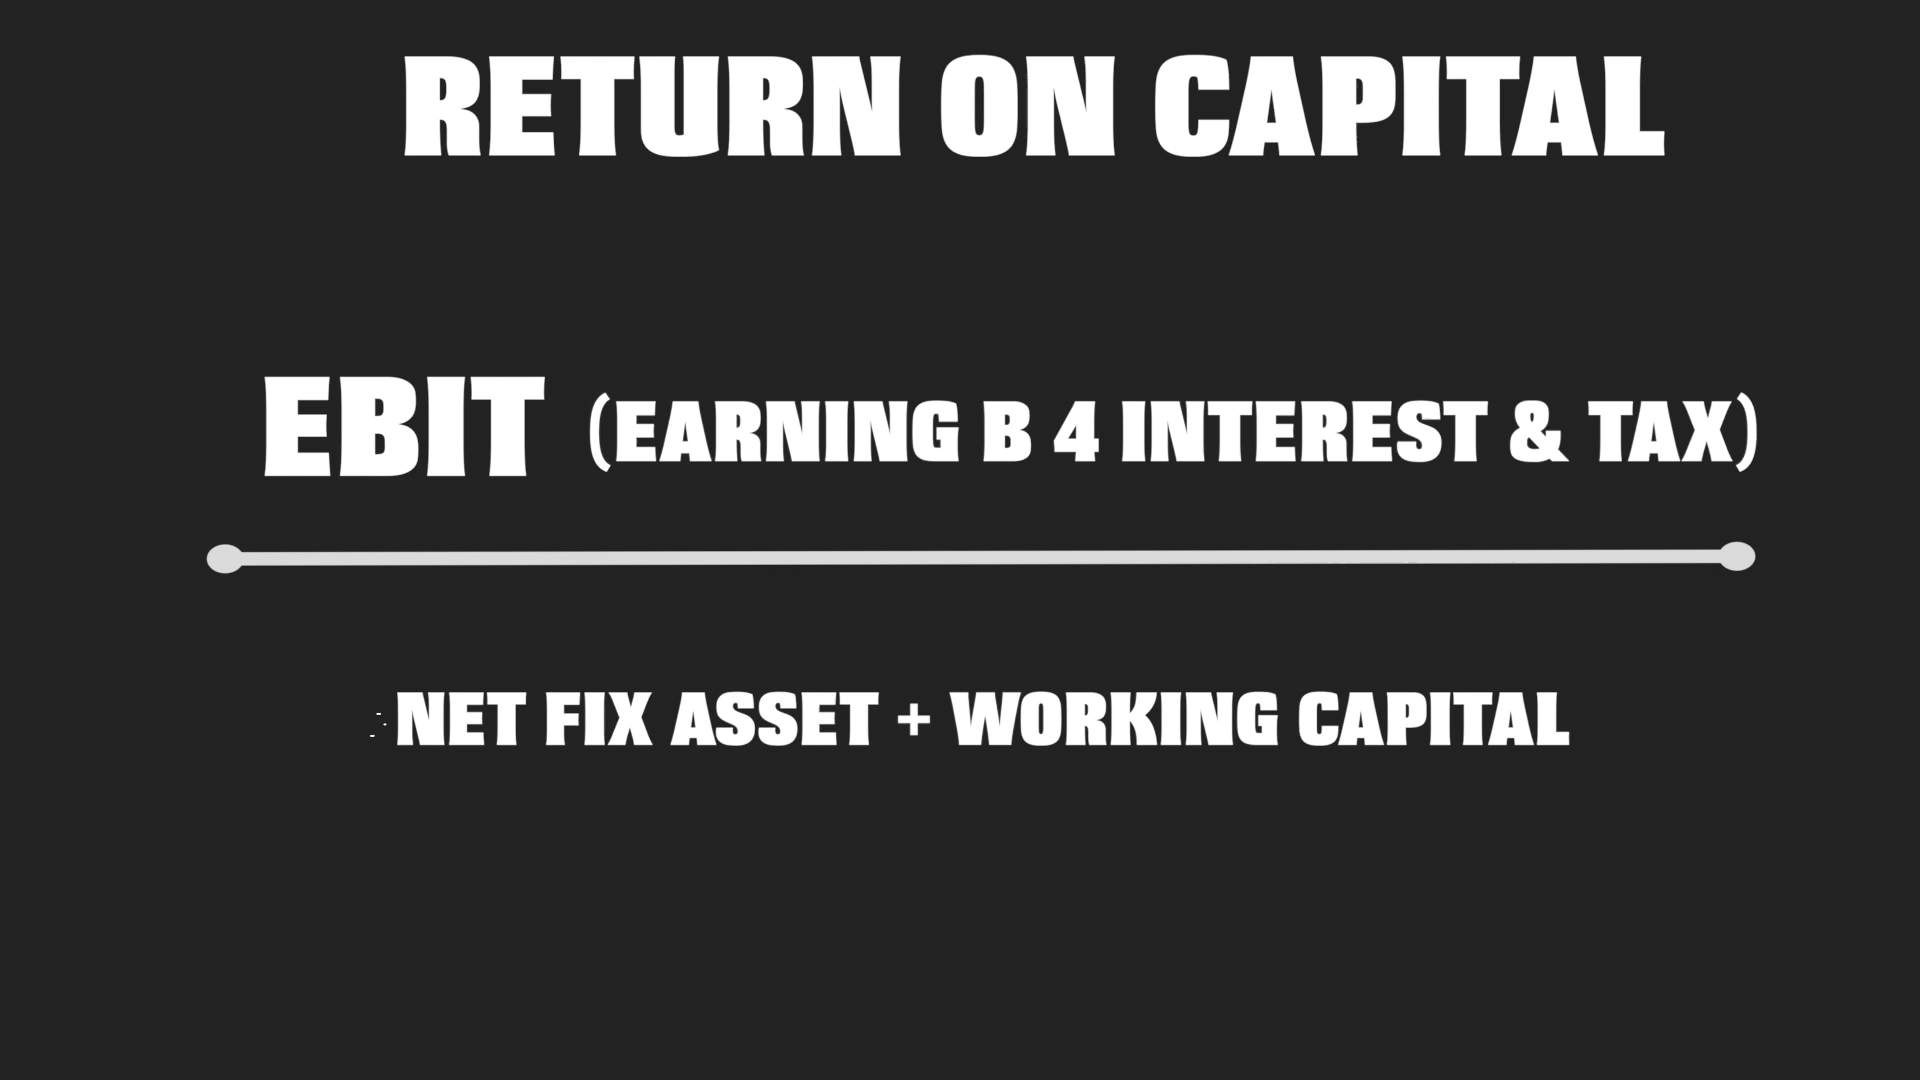 RETURN ON CAPITAL
EBIT (EARNING B 4 INTEREST & TAX)
NET FIX ASSET + WORKING CAPITAL